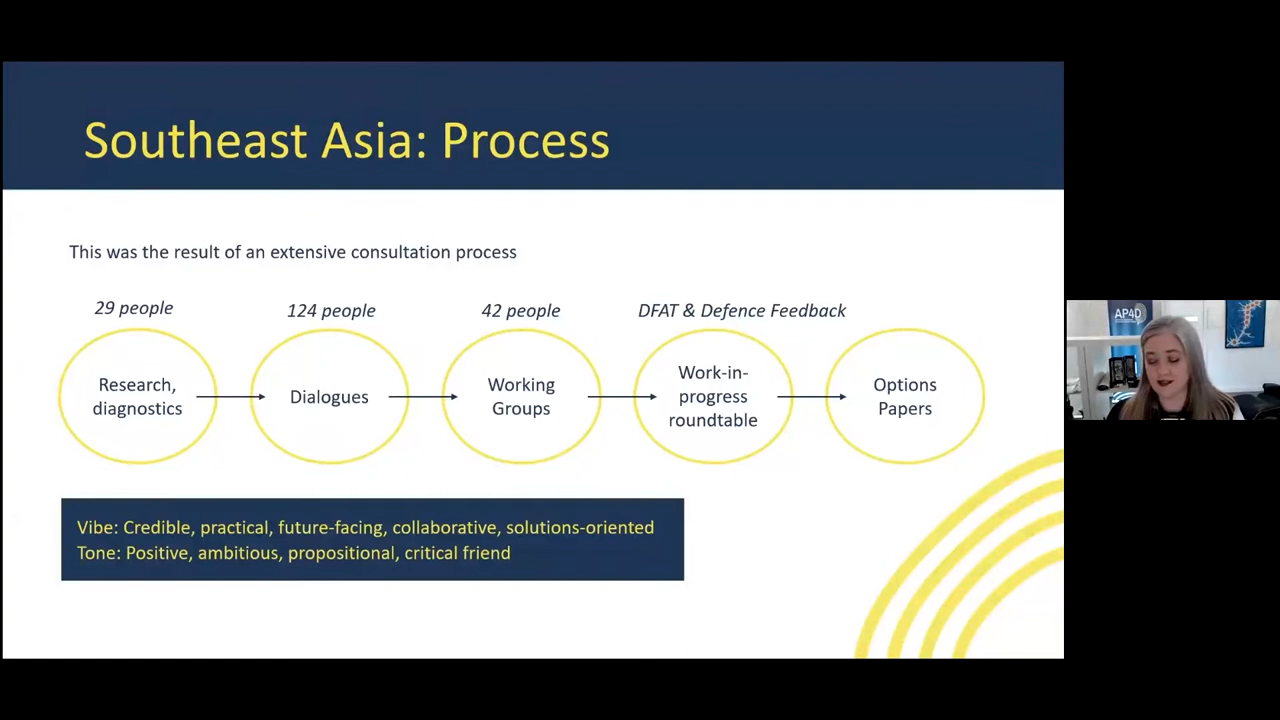 Southeast Asia: Process
This was the result of an extensive consultation process
29 people
124 people
42 people
DFAT & Defence Feedback
Research,
diagnostics
Dialogues
Working
Groups
Work-in-
progress
roundtable
Options
Papers
Vibe: Credible, practical, future-facing, collaborative, solutions-oriented
Tone: Positive, ambitious, propositional, critical friend
AP4D